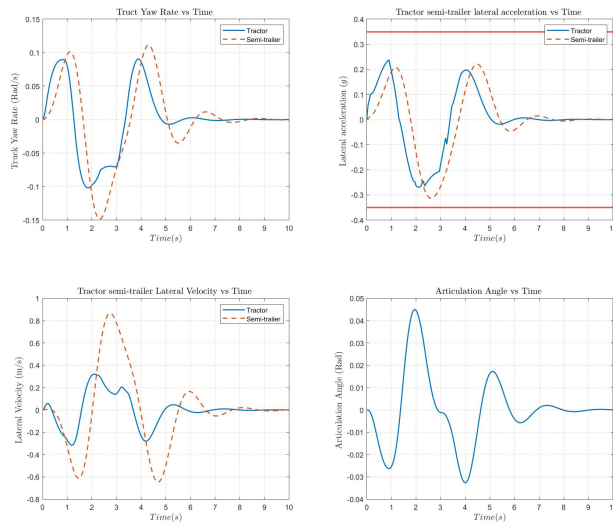 Truct Yaw Rate vs Time
Tractor
Semi-trailer
Truck Yaw Rate (Rad/s)
0.15
0.1
0.05
0
-0.05
-0.1
-0.15
0 1 2 3 4 5 6 7 8 9 10
Time(s)
Tractor semi-trailer lateral acceleration vs Time
Tractor
Semi-trailer
Lateral acceleration (g)
0.4
0.3
0.2
0.1
0
-0.1
-0.2
-0.3
-0.4
0 1 2 3 4 5 6 7 8 9 10
Time(s)
Tractor semi-trailer Lateral Velocity vs Time
Tractor
Semi-trailer
Lateral Velocity (m/s)
1
0.8
0.6
0.4
0.2
0
-0.2
-0.4
-0.6
-0.8
0 1 2 3 4 5 6 7 8 9 10
Time(s)
Articulation Angle vs Time
Articulation Angle (Rad)
0.05
0.04
0.03
0.02
0.01
0
-0.01
-0.02
-0.03
-0.04
0 1 2 3 4 5 6 7 8 9 10
Time(s)